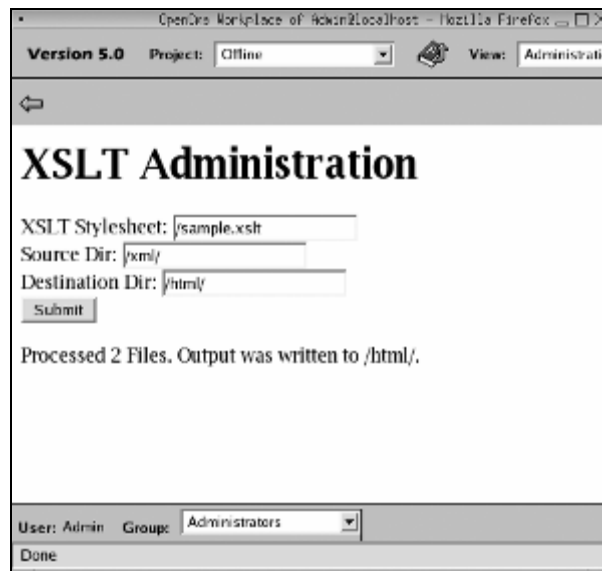 OpenCms Workplace of Admin@localhost - Mozilla Firefox
Version 5.0 Project: Offline View: Administrati
XSLT Administration
XSLT Stylesheet: /sample.xslt
Source Dir: /xml/
Destination Dir: /html/
Submit
Processed 2 Files. Output was written to /html/.
User: Admin Group: Administrators
Done